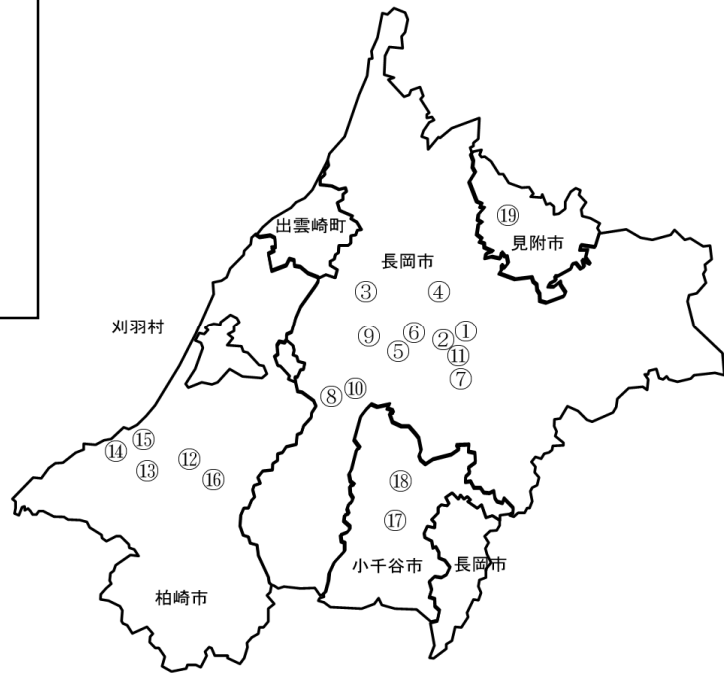 ⑲
出雲崎町
見附市
長岡市
③
④
刈羽村
①
⑥
⑨
②
⑤
⑪
⑦
⑩
⑧
⑮
⑭
⑫
⑬
⑯
⑱
⑰
小千谷市
長岡市
柏崎市